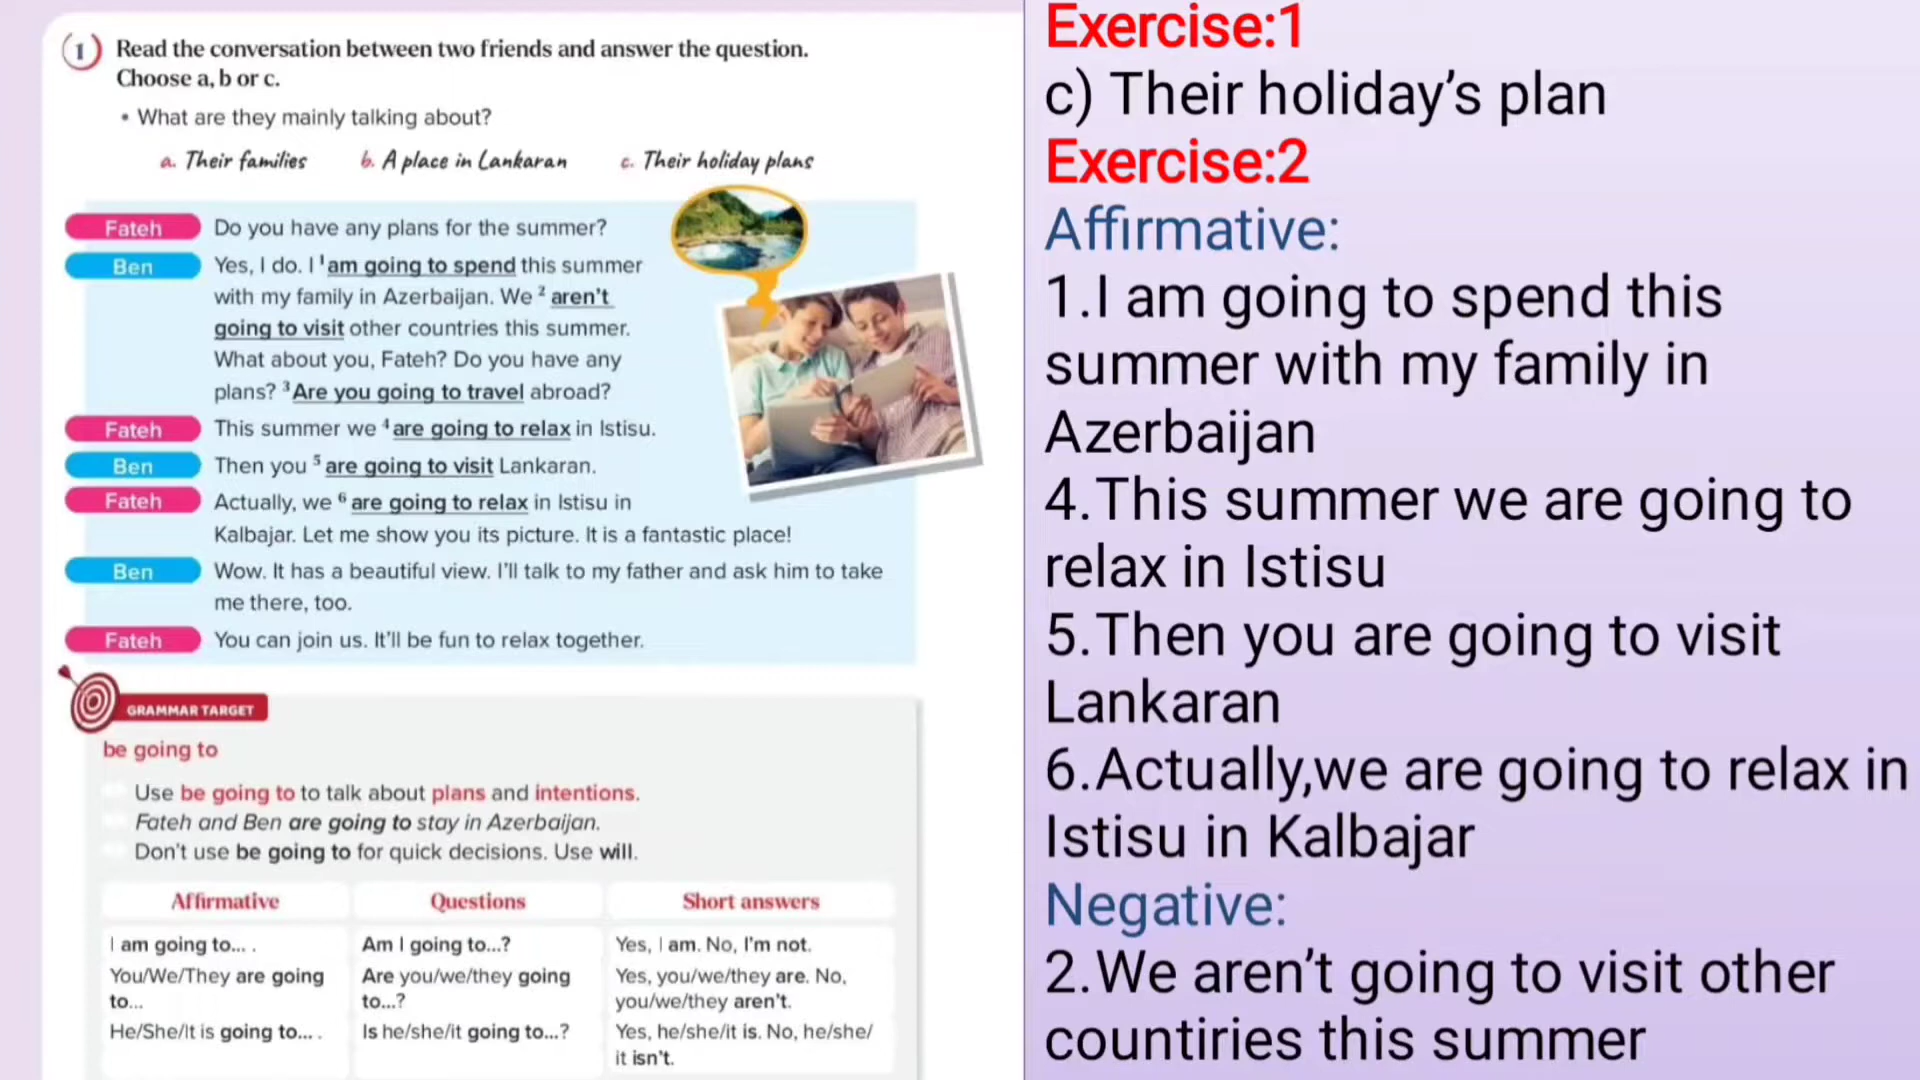 1 Read the conversation between two friends and answer the question.
Choose a, b or c.
• What are they mainly talking about?
a. Their families b. A place in Lankaran c. Their holiday plans
Fateh Do you have any plans for the summer?
Ben Yes, I do. I ¹am going to spend this summer
with my family in Azerbaijan. We ² aren't
going to visit other countries this summer.
What about you, Fateh? Do you have any
plans? ³Are you going to travel abroad?
Fateh This summer we ⁴are going to relax in Istisu.
Ben Then you ⁵ are going to visit Lankaran.
Fateh Actually, we ⁶ are going to relax in Istisu in
Kalbajar. Let me show you its picture. It is a fantastic place!
Ben Wow. It has a beautiful view. I'll talk to my father and ask him to take
me there, too.
Fateh You can join us. It'll be fun to relax together.
GRAMMAR TARGET
be going to
Use be going to to talk about plans and intentions.
Fateh and Ben are going to stay in Azerbaijan.
Don't use be going to for quick decisions. Use will.
Affirmative Questions Short answers
I am going to... . Am I going to...? Yes, I am. No, I'm not.
You/We/They are going Are you/we/they going Yes, you/we/they are. No,
to... to...? you/we/they aren't.
He/She/It is going to... . Is he/she/it going to...? Yes, he/she/it is. No, he/she/
it isn't.
Exercise:1
c) Their holiday's plan
Exercise:2
Affirmative:
1.I am going to spend this
summer with my family in
Azerbaijan
4.This summer we are going to
relax in Istisu
5.Then you are going to visit
Lankaran
6.Actually,we are going to relax in
Istisu in Kalbajar
Negative:
2.We aren't going to visit other
countiries this summer